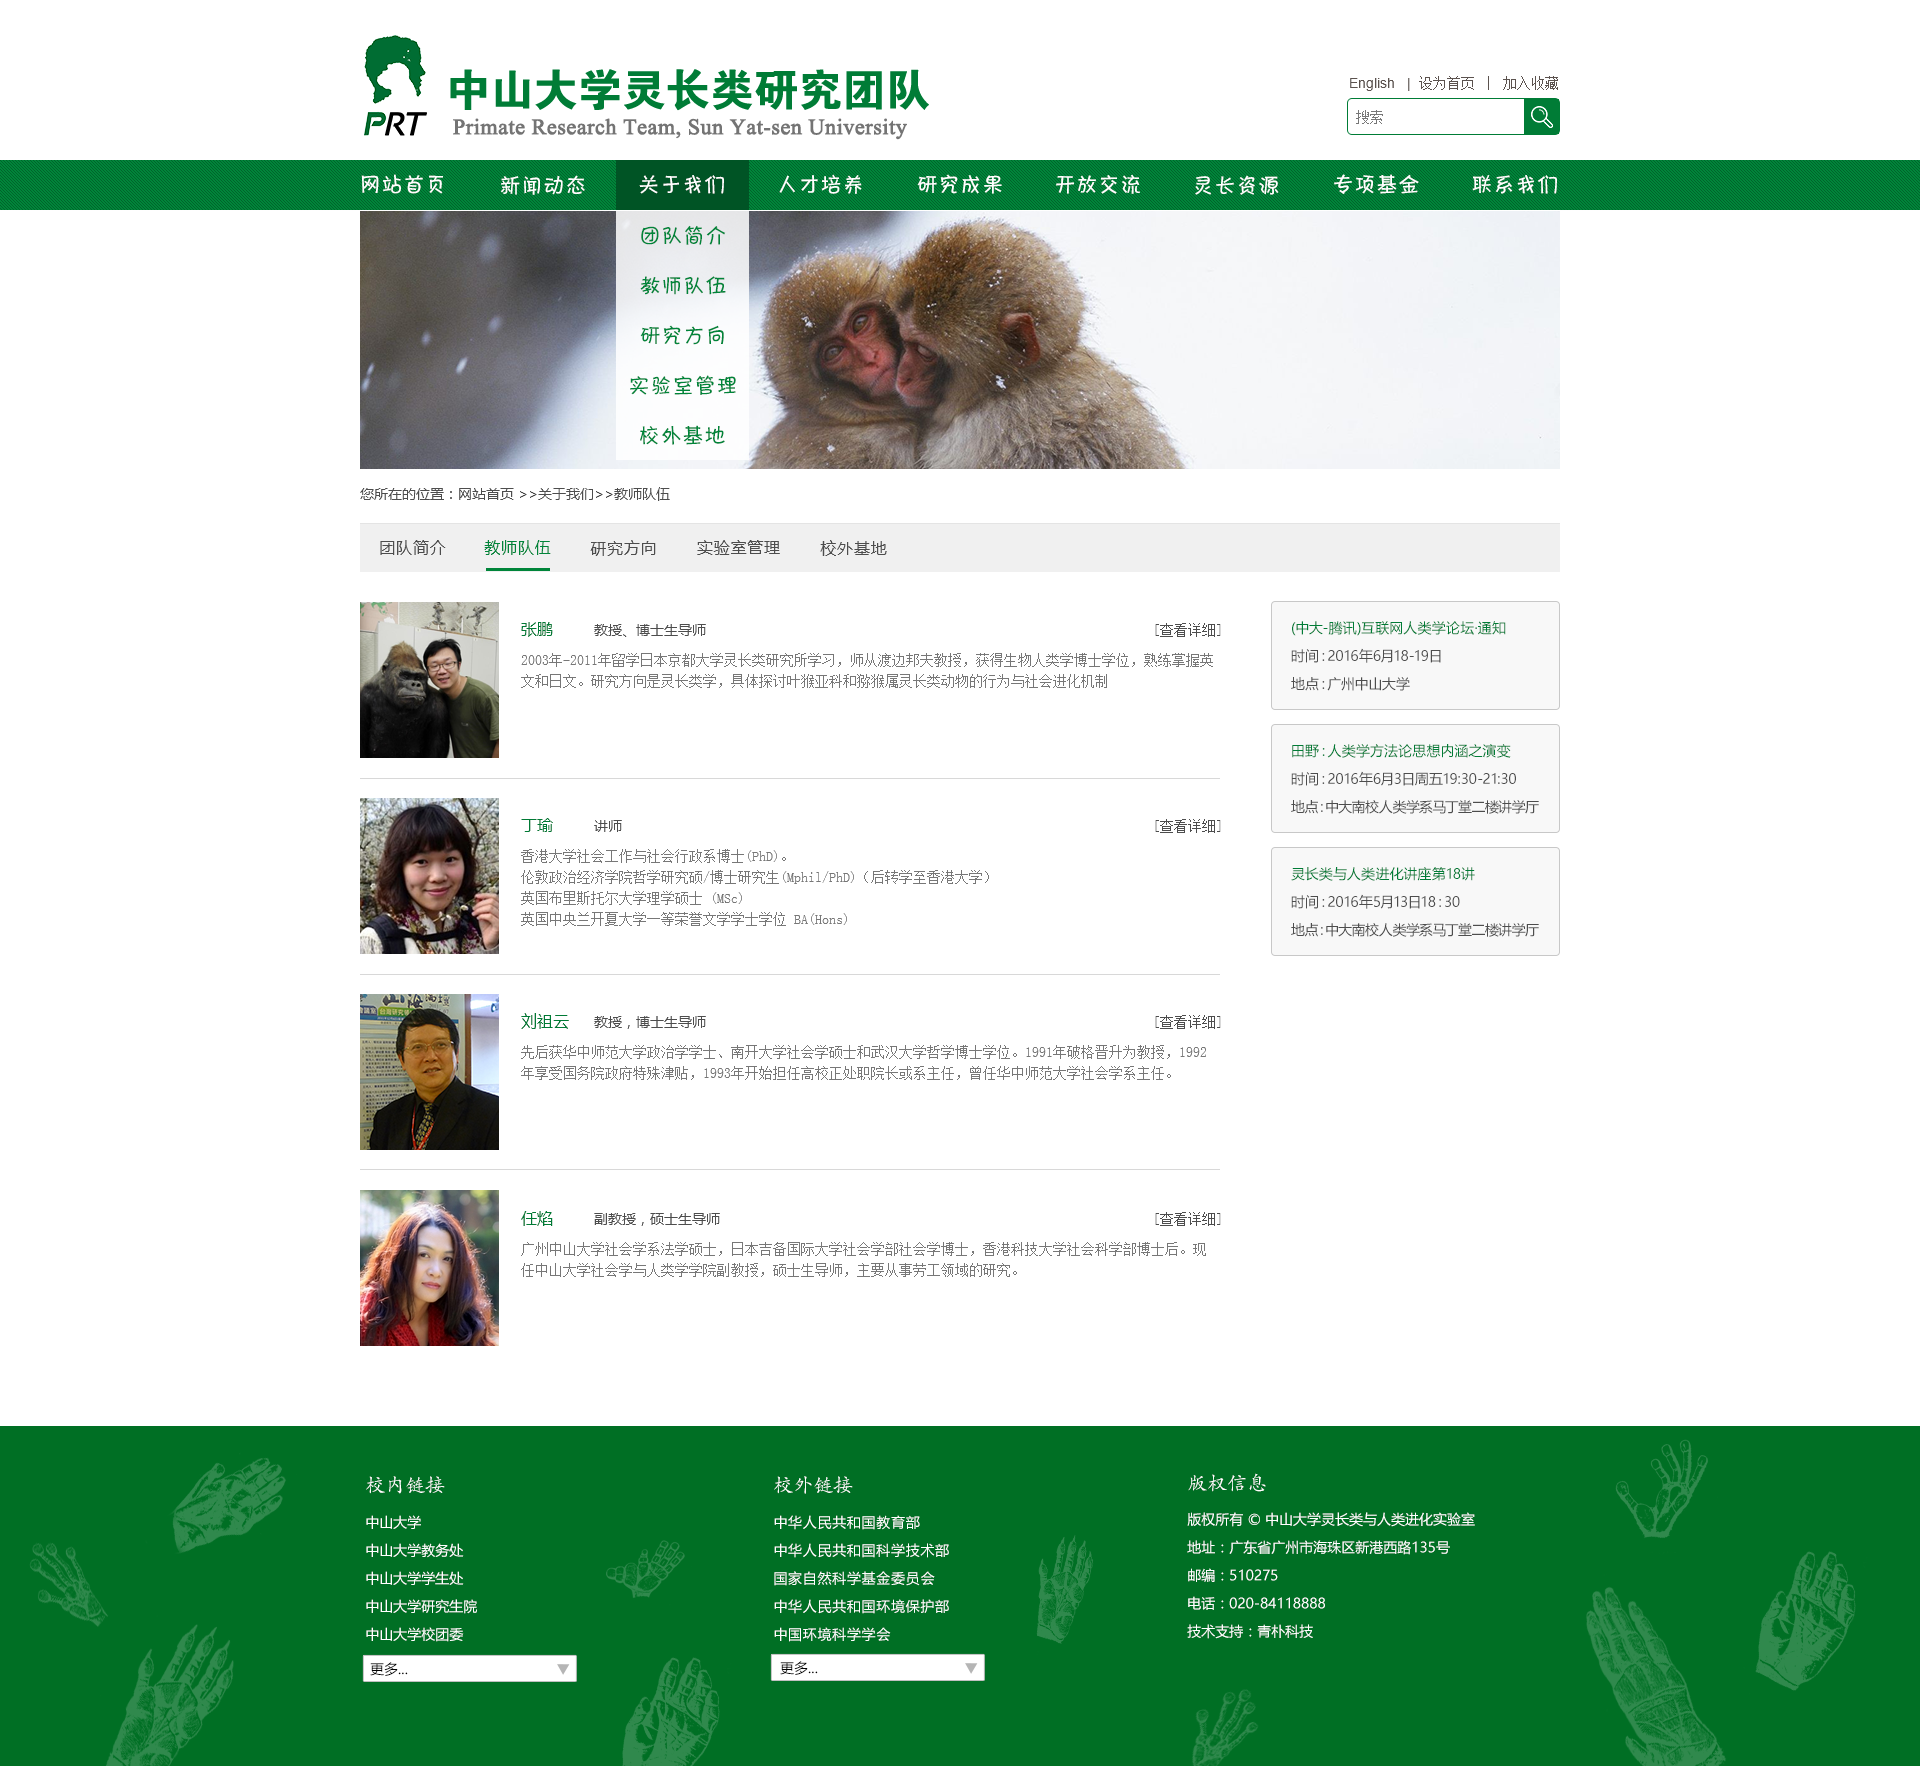 中山大学灵长类研究团队
PRT
Primate Research Team, Sun Yat-sen University
English | 设为首页 | 加入收藏
搜索
网站首页 新闻动态 关于我们 人才培养 研究成果 开放交流 灵长资源 专项基金 联系我们
团队简介
教师队伍
研究方向
实验室管理
校外基地
您所在的位置：网站首页 >>关于我们>>教师队伍
团队简介 教师队伍 研究方向 实验室管理 校外基地
张鹏 教授、博士生导师 [查看详细]
2003年-2011年留学日本京都大学灵长类研究所学习，师从渡边邦夫教授，获得生物人类学博士学位，熟练掌握英
文和日文。研究方向是灵长类学，具体探讨叶猴亚科和猕猴属灵长类动物的行为与社会进化机制
丁瑜 讲师 [查看详细]
香港大学社会工作与社会行政系博士(PhD)。
伦敦政治经济学院哲学研究硕/博士研究生(Mphil/PhD)（后转学至香港大学）
英国布里斯托尔大学理学硕士 (MSc)
英国中央兰开夏大学一等荣誉文学学士学位 BA(Hons)
刘祖云 教授，博士生导师 [查看详细]
先后获华中师范大学政治学学士、南开大学社会学硕士和武汉大学哲学博士学位。1991年破格晋升为教授，1992
年享受国务院政府特殊津贴，1993年开始担任高校正处职院长或系主任，曾任华中师范大学社会学系主任。
任焰 副教授，硕士生导师 [查看详细]
广州中山大学社会学系法学硕士，日本吉备国际大学社会学部社会学博士，香港科技大学社会科学部博士后。现
任中山大学社会学与人类学学院副教授，硕士生导师，主要从事劳工领域的研究。
(中大-腾讯)互联网人类学论坛·通知
时间：2016年6月18-19日
地点：广州中山大学
田野：人类学方法论思想内涵之演变
时间：2016年6月3日周五19:30-21:30
地点：中大南校人类学系马丁堂二楼讲学厅
灵长类与人类进化讲座第18讲
时间：2016年5月13日18：30
地点：中大南校人类学系马丁堂二楼讲学厅
校内链接
中山大学
中山大学教务处
中山大学学生处
中山大学研究生院
中山大学校团委
更多...
校外链接
中华人民共和国教育部
中华人民共和国科学技术部
国家自然科学基金委员会
中华人民共和国环境保护部
中国环境科学学会
更多...
版权信息
版权所有 © 中山大学灵长类与人类进化实验室
地址：广东省广州市海珠区新港西路135号
邮编：510275
电话：020-84118888
技术支持：青朴科技